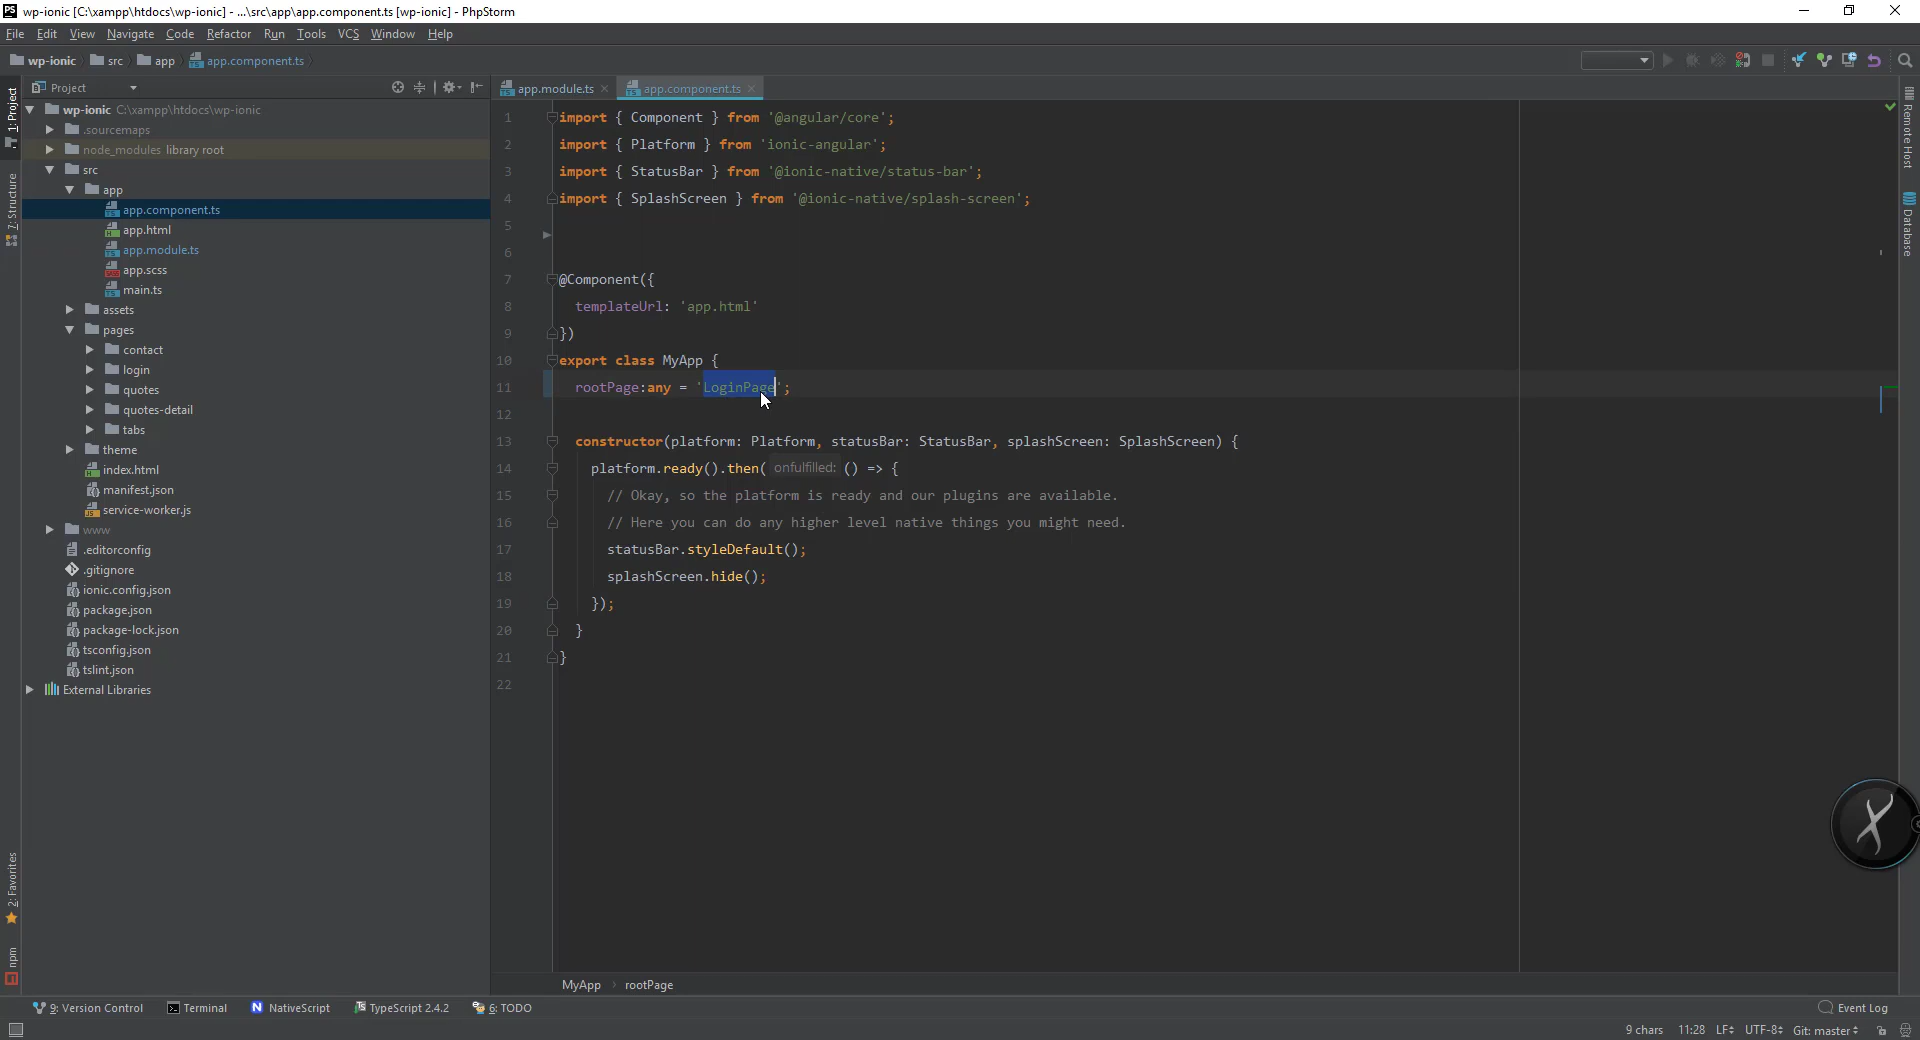 PS wp-ionic [C:\xampp\htdocs\wp-ionic] - ...\src\app\app.component.ts [wp-ionic] - PhpStorm
File Edit View Navigate Code Refactor Run Tools VCS Window Help
wp-ionic src app app.component.ts
Project
app.module.ts app.component.ts
1: Project
7: Structure
2: Favorites
npm
wp-ionic C:\xampp\htdocs\wp-ionic
.sourcemaps
node_modules library root
src
app
app.component.ts
app.html
app.module.ts
app.scss
main.ts
assets
pages
contact
login
quotes
quotes-detail
tabs
theme
index.html
manifest.json
service-worker.js
www
.editorconfig
.gitignore
ionic.config.json
package.json
package-lock.json
tsconfig.json
tslint.json
External Libraries
1 import { Component } from '@angular/core';
2 import { Platform } from 'ionic-angular';
3 import { StatusBar } from '@ionic-native/status-bar';
4 import { SplashScreen } from '@ionic-native/splash-screen';
5
6
7 @Component({
8 templateUrl: 'app.html'
9 })
10 export class MyApp {
11 rootPage:any = 'LoginPage';
12
13 constructor(platform: Platform, statusBar: StatusBar, splashScreen: SplashScreen) {
14 platform.ready().then( onfulfilled: () => {
15 // Okay, so the platform is ready and our plugins are available.
16 // Here you can do any higher level native things you might need.
17 statusBar.styleDefault();
18 splashScreen.hide();
19 });
20 }
21 }
22
Remote Host
Database
MyApp rootPage
9: Version Control Terminal N NativeScript TypeScript 2.4.2 6: TODO Event Log
9 chars 11:28 LF UTF-8 Git: master